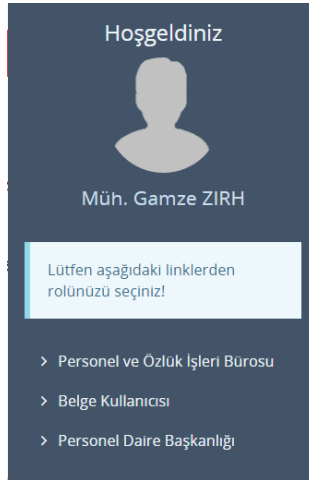 Hoşgeldiniz
Müh. Gamze ZIRH
Lütfen aşağıdaki linklerden
rolünüzü seçiniz!
Personel ve Özlük İşleri Bürosu
Belge Kullanıcısı
Personel Daire Başkanlığı